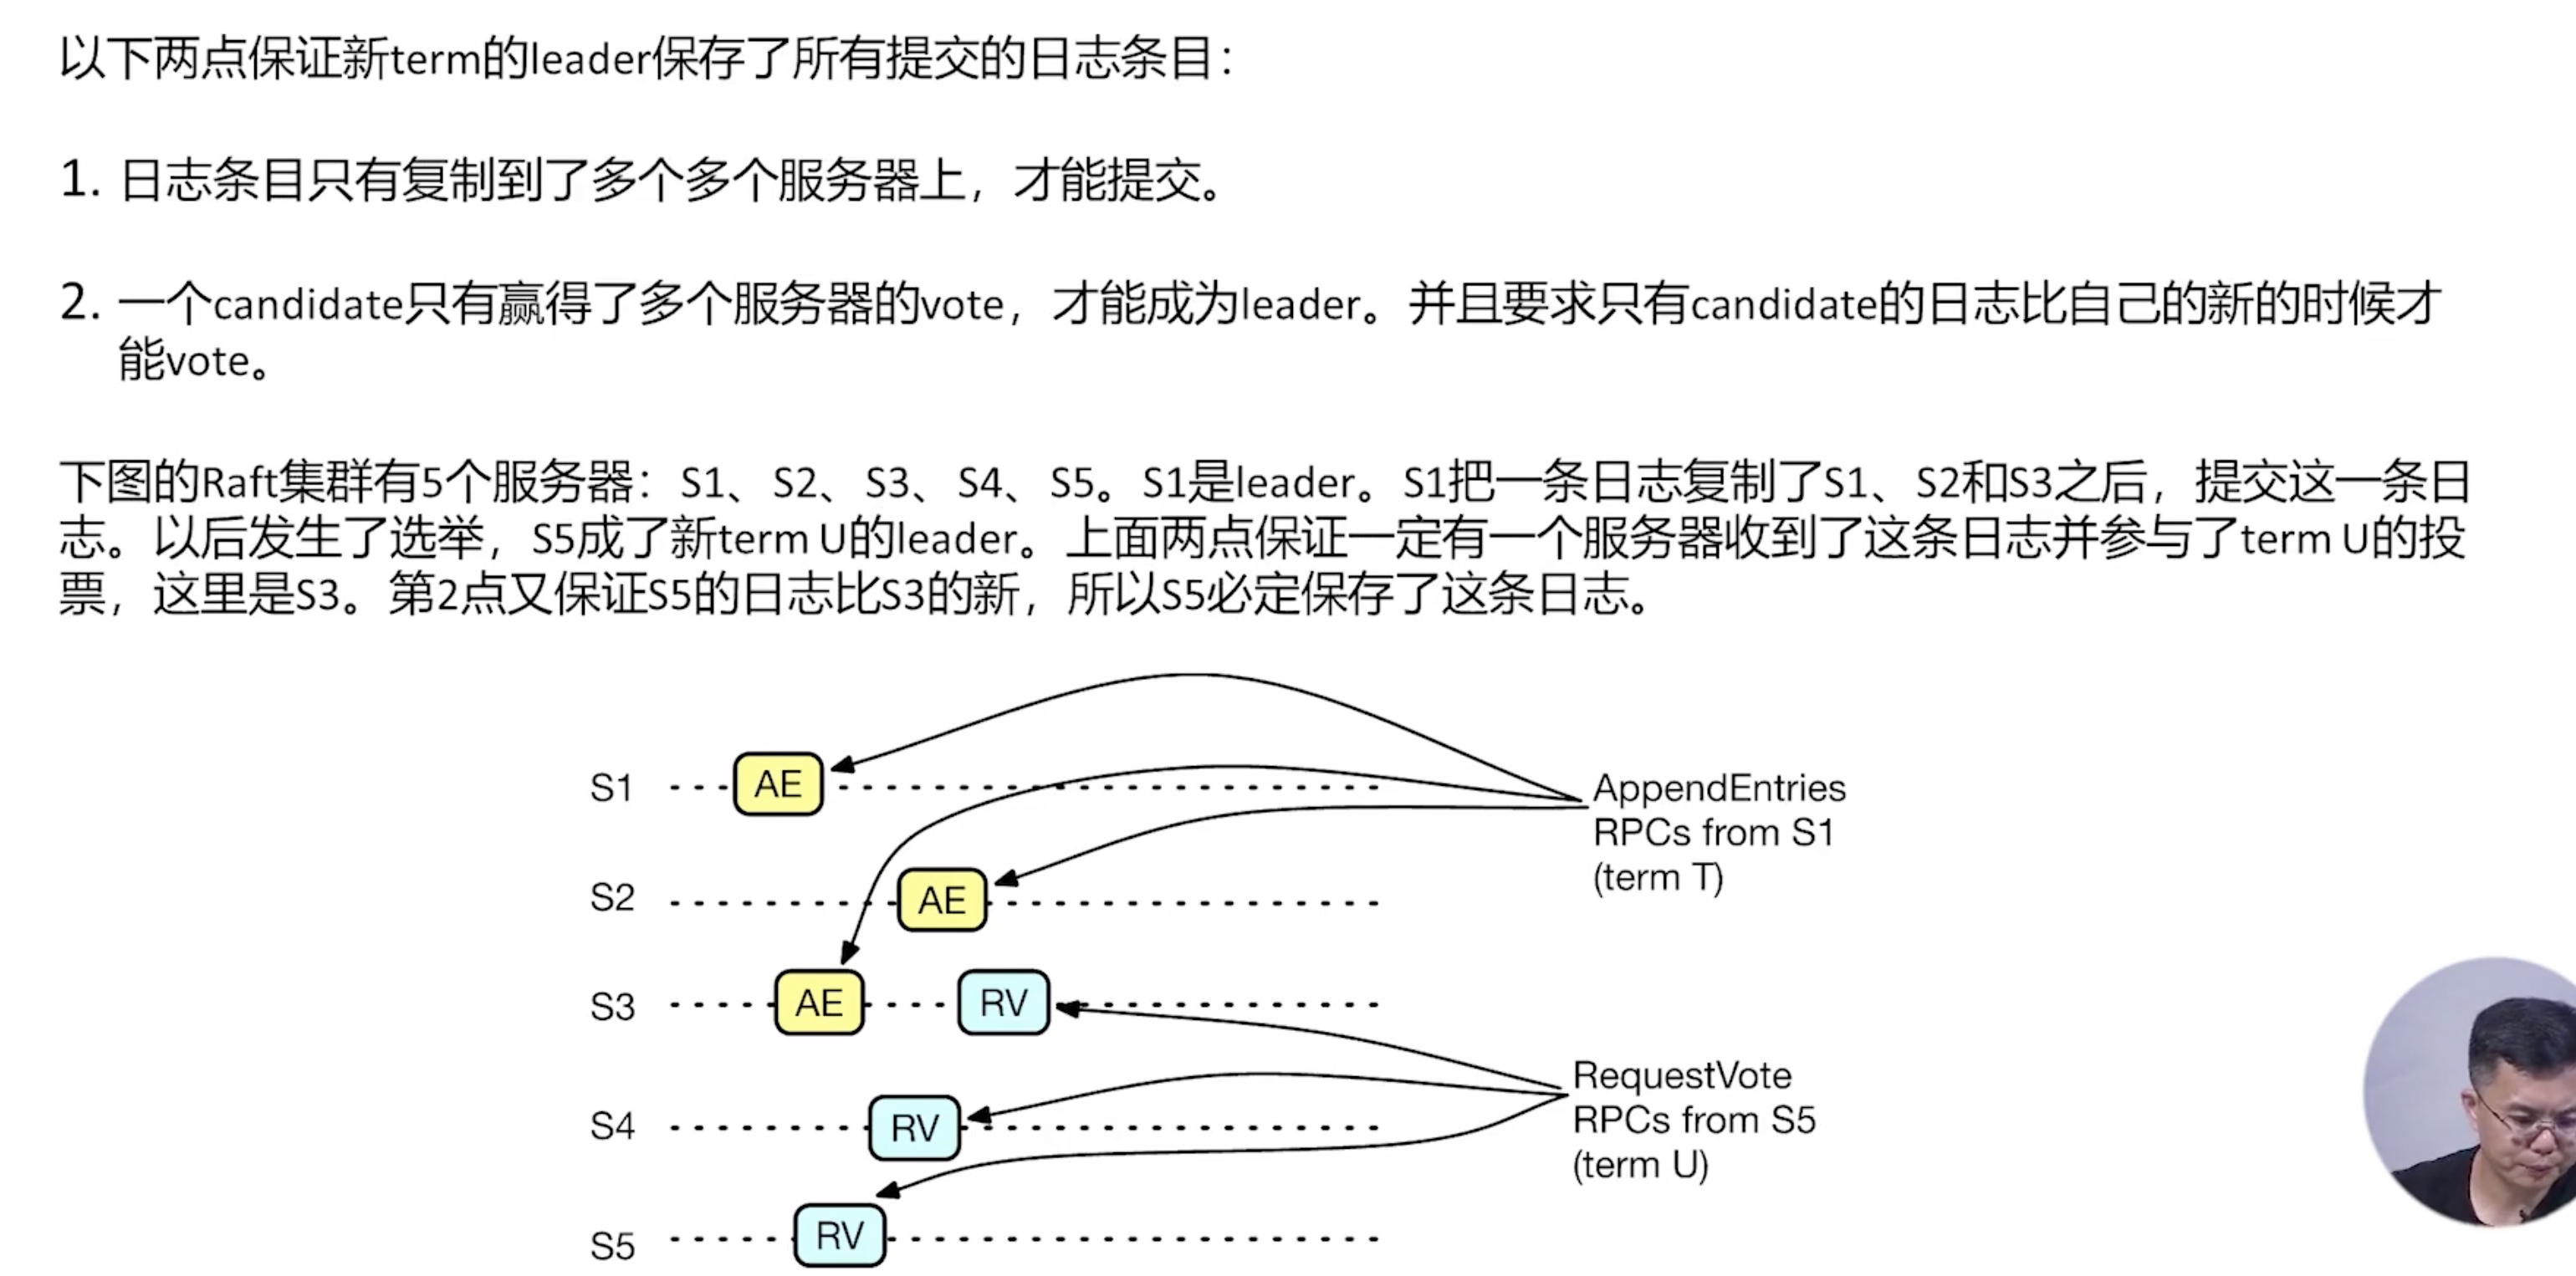 以下两点保证新term的leader保存了所有提交的日志条目：
1. 日志条目只有复制到了多个多个服务器上，才能提交。
2. 一个candidate只有赢得了多个服务器的vote，才能成为leader。并且要求只有candidate的日志比自己的新的时候才
能vote。
下图的Raft集群有5个服务器：S1、S2、S3、S4、S5。S1是leader。S1把一条日志复制了S1、S2和S3之后，提交这一条日
志。以后发生了选举，S5成了新term U的leader。上面两点保证一定有一个服务器收到了这条日志并参与了term U的投
票，这里是S3。第2点又保证S5的日志比S3的新，所以S5必定保存了这条日志。
S1 AE
AppendEntries
RPCs from S1
(term T)
S2 AE
S3 AE RV
S4 RV
RequestVote
RPCs from S5
(term U)
S5 RV